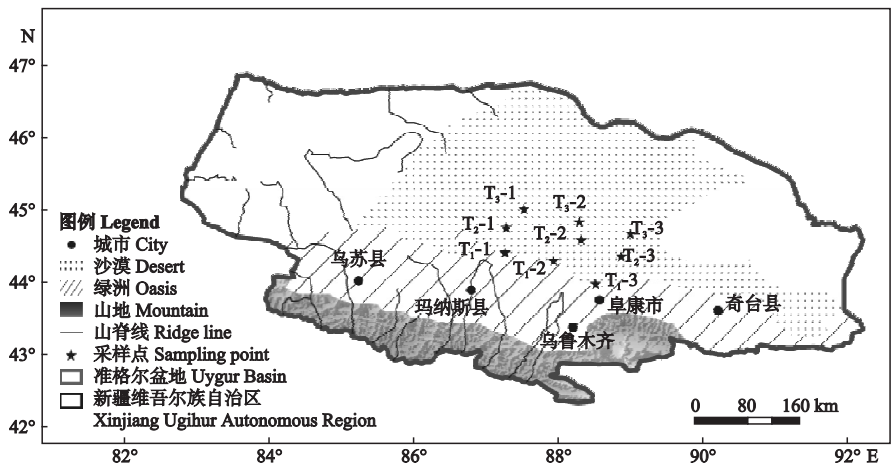 N
47°
46°
45°
44°
43°
42°
82°
84°
86°
88°
90°
92° E
T₃-1
T₃-2
T₃-3
T₂-1
T₂-2
T₂-3
T₁-1
T₁-2
T₁-3
乌苏县
玛纳斯县
阜康市
奇台县
乌鲁木齐
图例 Legend
城市 City
沙漠 Desert
绿洲 Oasis
山地 Mountain
山脊线 Ridge line
采样点 Sampling point
准格尔盆地 Uygur Basin
新疆维吾尔族自治区
Xinjiang Ugihur Autonomous Region
0 80 160 km